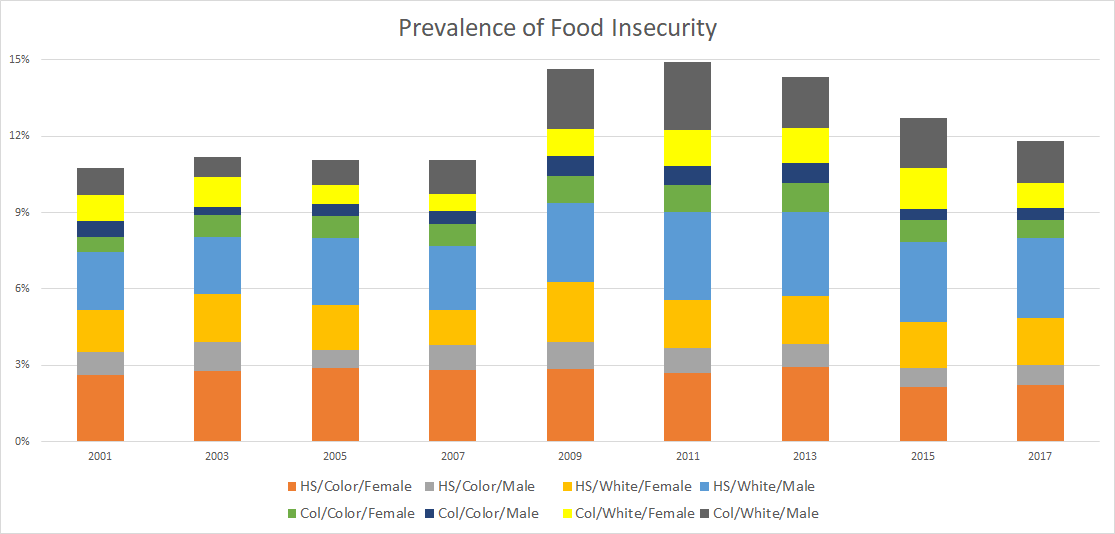 Prevalence of Food Insecurity
15%
12%
9%
6%
3%
0%
2001 2003 2005 2007 2009 2011 2013 2015 2017
HS/Color/Female HS/Color/Male HS/White/Female HS/White/Male
Col/Color/Female Col/Color/Male Col/White/Female Col/White/Male